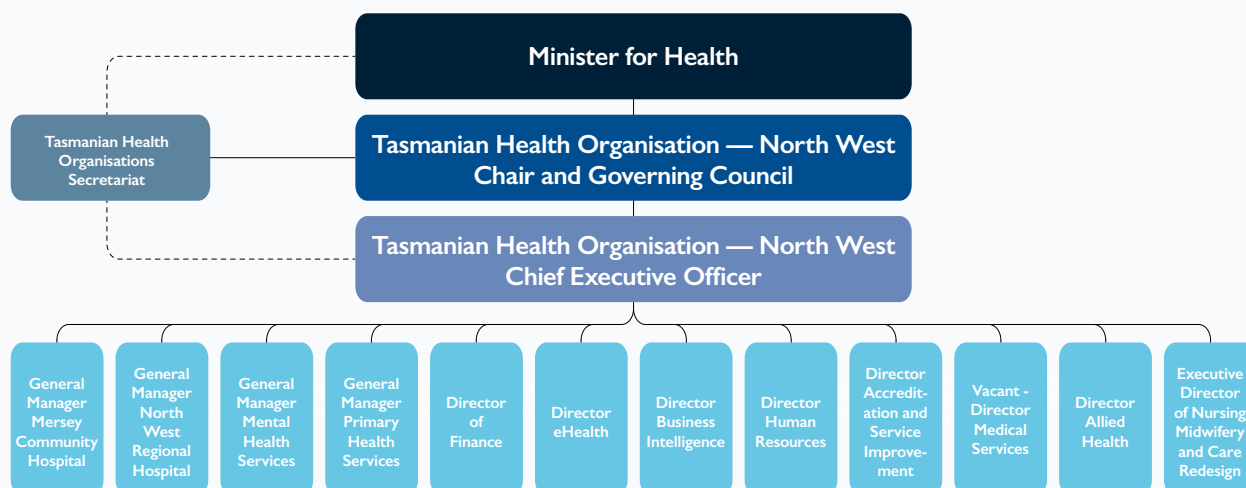 Minister for Health
Tasmanian Health
Organisations
Secretariat
Tasmanian Health Organisation — North West
Chair and Governing Council
Tasmanian Health Organisation — North West
Chief Executive Officer
General
Manager
Mersey
Community
Hospital
General
Manager
North
West
Regional
Hospital
General
Manager
Mental
Health
Services
General
Manager
Primary
Health
Services
Director
of
Finance
Director
eHealth
Director
Business
Intelligence
Director
Human
Resources
Director
Accredit-
ation and
Service
Improve-
ment
Vacant -
Director
Medical
Services
Director
Allied
Health
Executive
Director
of Nursing
Midwifery
and Care
Redesign